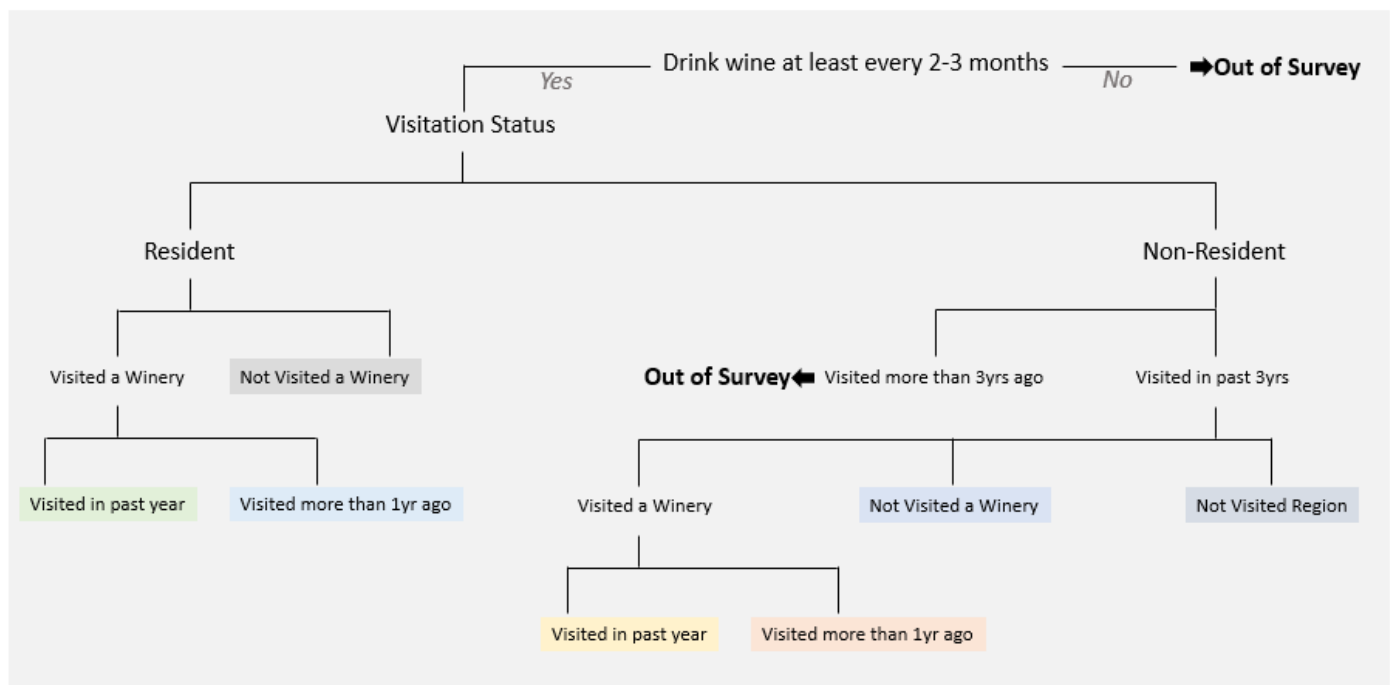 Drink wine at least every 2-3 months
Yes
No
➡Out of Survey
Visitation Status
Resident
Non-Resident
Visited a Winery
Not Visited a Winery
Out of Survey⬅ Visited more than 3yrs ago
Visited in past 3yrs
Visited in past year
Visited more than 1yr ago
Visited a Winery
Not Visited a Winery
Not Visited Region
Visited in past year
Visited more than 1yr ago